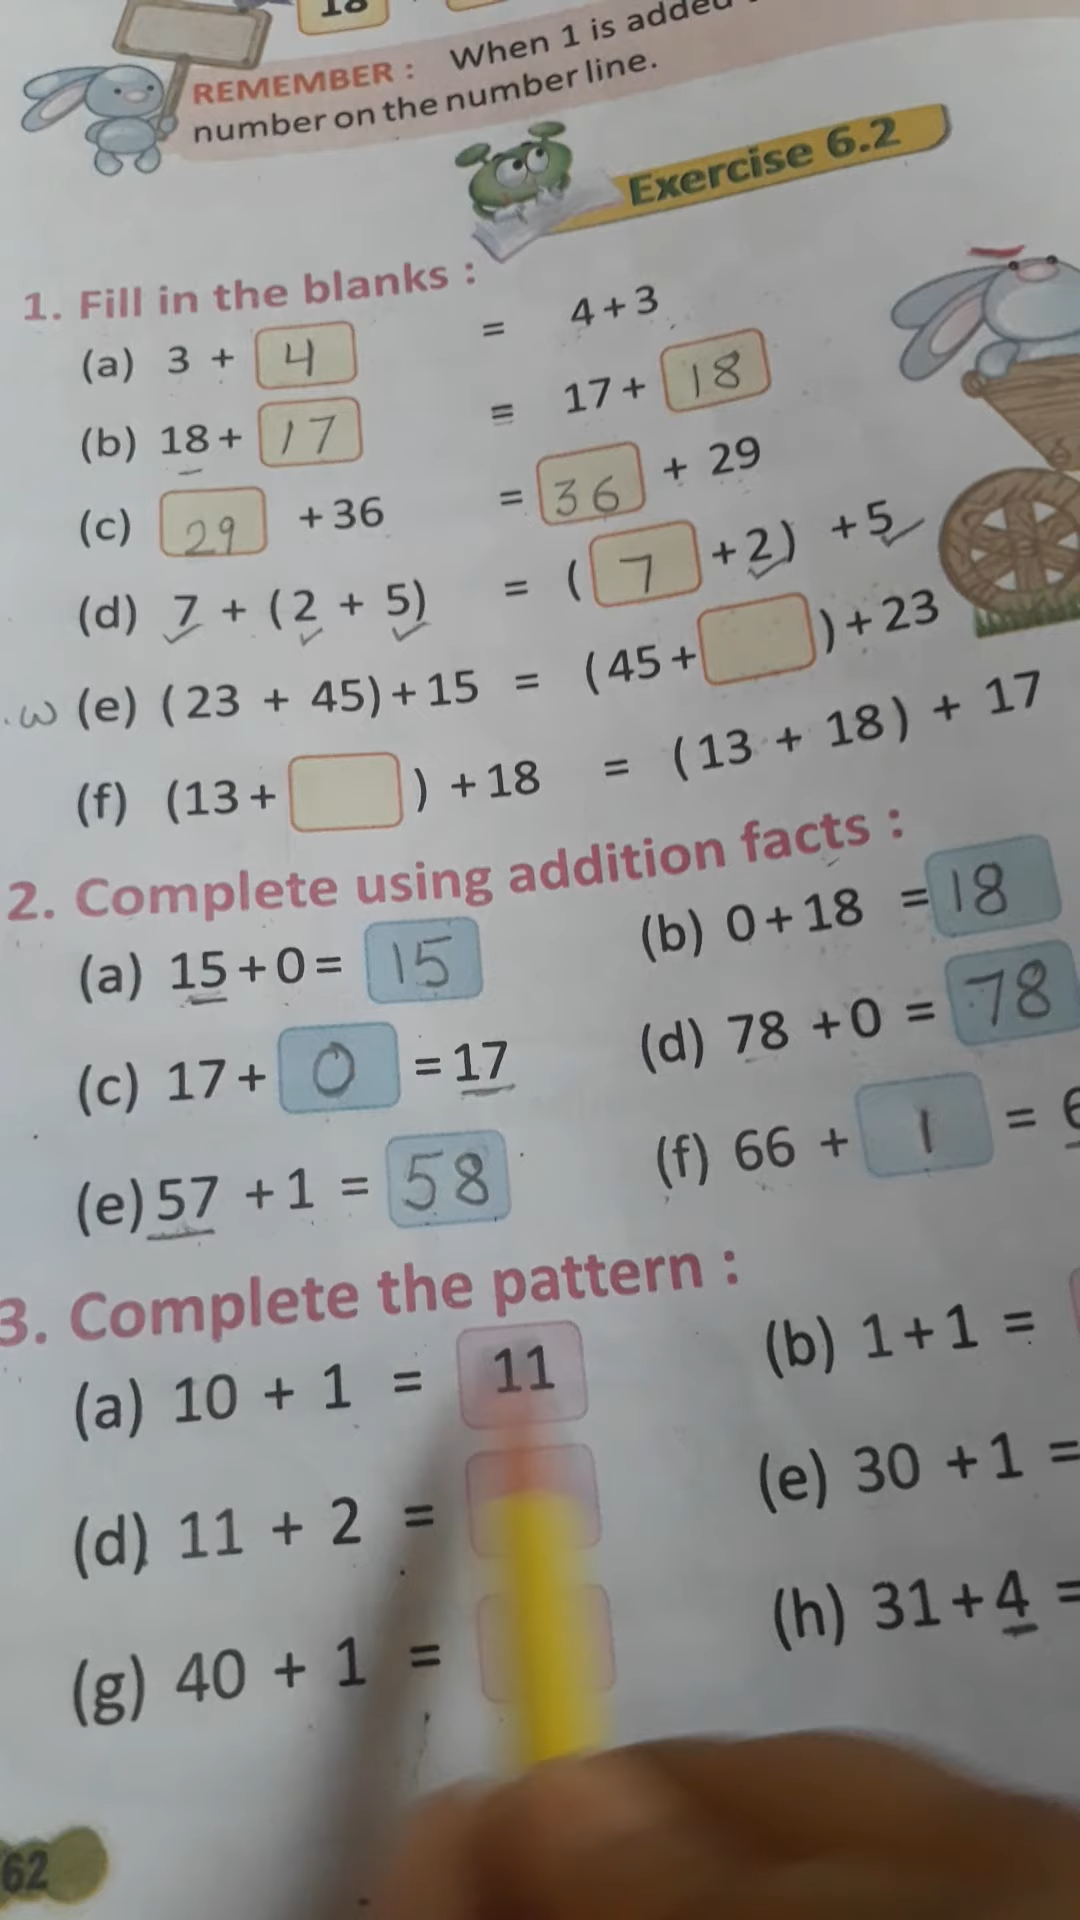 18
REMEMBER : When 1 is added
number on the number line.
Exercise 6.2
1. Fill in the blanks :
(a) 3 + 4 = 4 + 3
(b) 18 + 17 = 17 + 18
(c) 29 + 36 = 36 + 29
(d) 7 + (2 + 5) = (7 + 2) + 5
.w (e) (23 + 45) + 15 = (45 + ) + 23
(f) (13 + ) + 18 = (13 + 18) + 17
2. Complete using addition facts :
(a) 15 + 0 = 15 (b) 0 + 18 = 18
(c) 17 + 0 = 17 (d) 78 + 0 = 78
(e) 57 + 1 = 58 (f) 66 + 1 = 6
3. Complete the pattern :
(a) 10 + 1 = 11 (b) 1 + 1 =
(d) 11 + 2 = (e) 30 + 1 =
(g) 40 + 1 = (h) 31 + 4 =
62